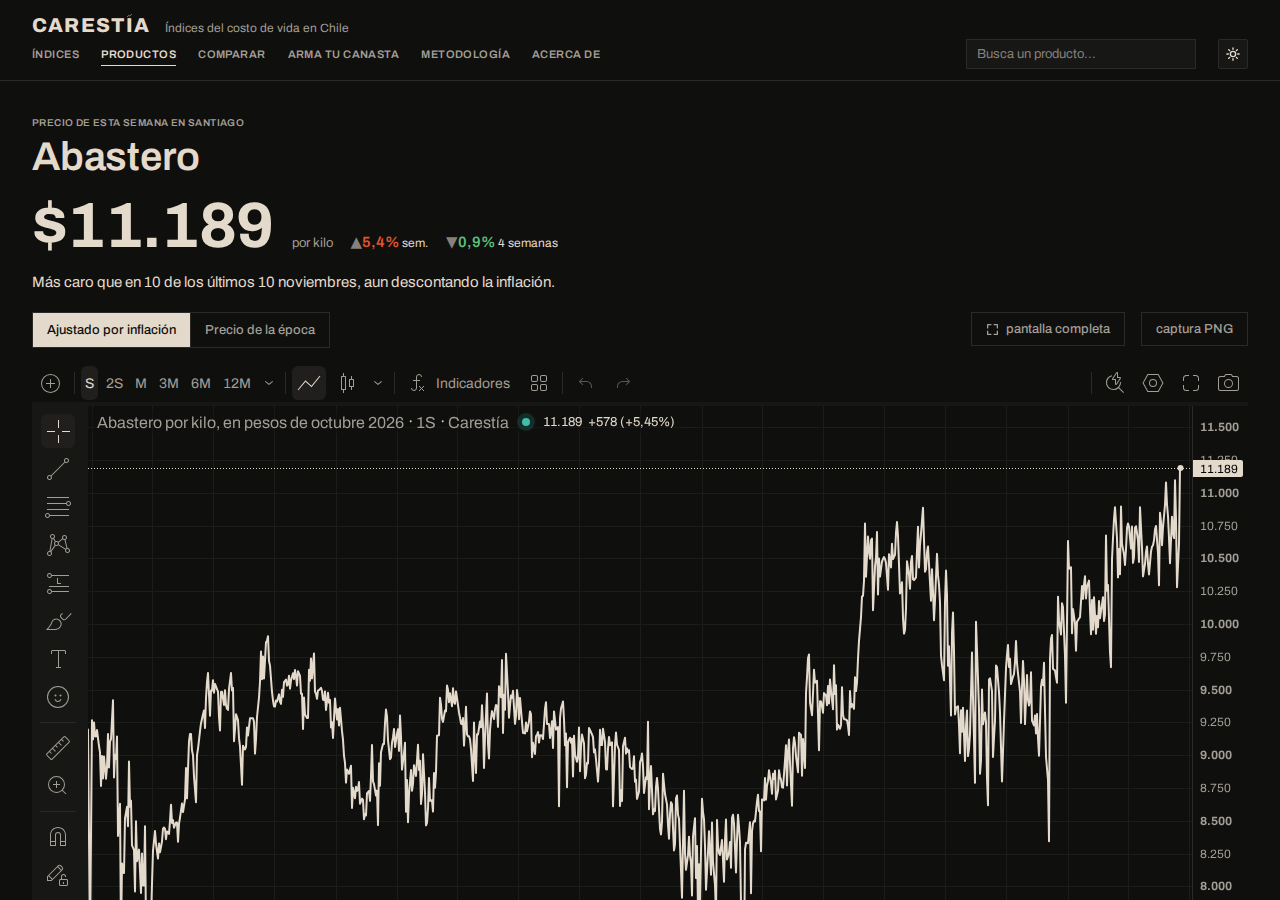 CARESTÍA Índices del costo de vida en Chile
ÍNDICES PRODUCTOS COMPARAR ARMA TU CANASTA METODOLOGÍA ACERCA DE Busca un producto...
PRECIO DE ESTA SEMANA EN SANTIAGO
Abastero
$11.189 por kilo ▲5,4% sem. ▼0,9% 4 semanas
Más caro que en 10 de los últimos 10 noviembres, aun descontando la inflación.
Ajustado por inflación Precio de la época pantalla completa captura PNG
S 2S M 3M 6M 12M Indicadores
Abastero por kilo, en pesos de octubre 2026 · 1S · Carestía 11.189 +578 (+5,45%)
11.500
11.250
11.189
11.000
10.750
10.500
10.250
10.000
9.750
9.500
9.250
9.000
8.750
8.500
8.250
8.000